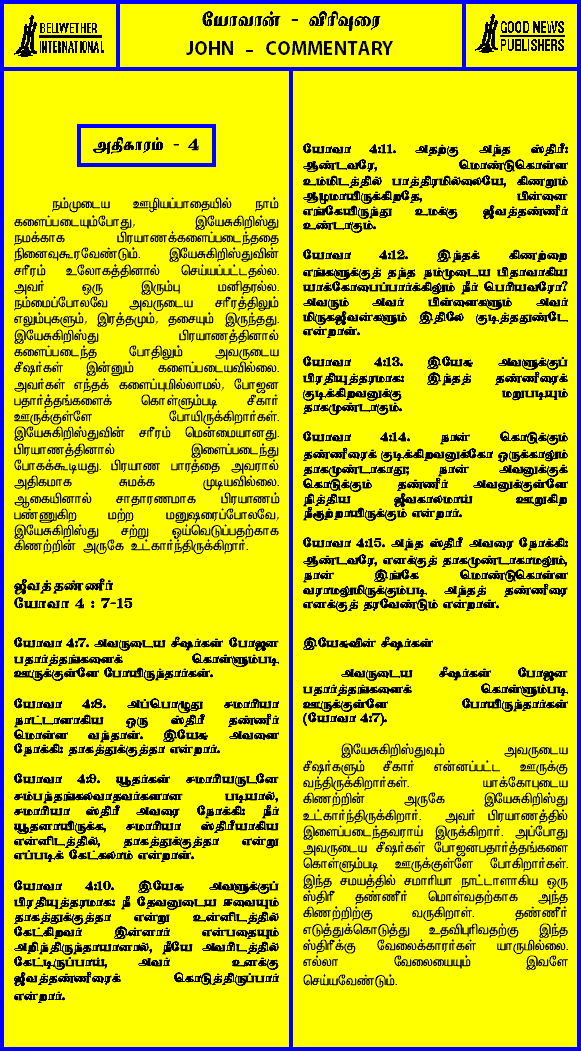 BELWETHER
INTERNATIONAL
யோவான் - விரிவுரை
JOHN - COMMENTARY
GOOD NEWS
PUBLISHERS
அதிகாரம் - 4
நம்முடைய ஊழியப்பாதையில் நாம்
களைப்படையும்போது, இயேசுகிறிஸ்து
நமக்காக பிரயாணக்களைப்படைந்ததை
நினைவுகூரவேண்டும். இயேசுகிறிஸ்துவின்
சரீரம் உலோகத்தினால் செய்யப்பட்டதல்ல.
அவர் ஒரு இரும்பு மனிதரல்ல.
நம்மைப்போலவே அவருடைய சரீரத்திலும்
எலும்புகளும், இரத்தமும், தசையும் இருந்தது.
இயேசுகிறிஸ்து பிரயாணத்தினால்
களைப்படைந்த போதிலும் அவருடைய
சீஷர்கள் இன்னும் களைப்படையவில்லை.
அவர்கள் எந்தக் களைப்புமில்லாமல், போஜன
பதார்த்தங்களைக் கொள்ளும்படி சீகார்
ஊருக்குள்ளே போயிருக்கிறார்கள்.
இயேசுகிறிஸ்துவின் சரீரம் மென்மையானது.
பிரயாணத்தினால் இளைப்படைந்து
போகக்கூடியது. பிரயாண பாரத்தை அவரால்
அதிகமாக சுமக்க முடியவில்லை.
ஆகையினால் சாதாரணமாக பிரயாணம்
பண்ணுகிற மற்ற மனுஷரைப்போலவே,
இயேசுகிறிஸ்து சற்று ஓய்வெடுப்பதற்காக
கிணற்றின் அருகே உட்கார்ந்திருக்கிறார்.
ஜீவத்தண்ணீர்
யோவா 4 : 7-15
யோவா 4:7. அவருடைய சீஷர்கள் போஜன
பதார்த்தங்களைக் கொள்ளும்படி
ஊருக்குள்ளே போயிருந்தார்கள்.
யோவா 4:8. அப்பொழுது சமாரியா
நாட்டாளாகிய ஒரு ஸ்திரீ தண்ணீர்
மொள்ள வந்தாள். இயேசு அவளை
நோக்கி: தாகத்துக்குத்தா என்றார்.
யோவா 4:9. யூதர்கள் சமாரியருடனே
சம்பந்தங்கலவாதவர்களான படியால்,
சமாரியா ஸ்திரீ அவரை நோக்கி: நீர்
யூதனாயிருக்க, சமாரியா ஸ்திரீயாகிய
என்னிடத்தில், தாகத்துக்குத்தா என்று
எப்படிக் கேட்கலாம் என்றாள்.
யோவா 4:10. இயேசு அவளுக்குப்
பிரதியுத்தரமாக: நீ தேவனுடைய ஈவையும்
தாகத்துக்குத்தா என்று உன்னிடத்தில்
கேட்கிறவர் இன்னார் என்பதையும்
அறிந்திருந்தாயானால், நீயே அவரிடத்தில்
கேட்டிருப்பாய், அவர் உனக்கு
ஜீவத்தண்ணீரைக் கொடுத்திருப்பார்
என்றார்.
யோவா 4:11. அதற்கு அந்த ஸ்திரீ:
ஆண்டவரே, மொண்டுகொள்ள
உம்மிடத்தில் பாத்திரமில்லையே, கிணறும்
ஆழமாயிருக்கிறதே, பின்னை
எங்கேயிருந்து உமக்கு ஜீவத்தண்ணீர்
உண்டாகும்.
யோவா 4:12. இந்தக் கிணற்றை
எங்களுக்குத் தந்த நம்முடைய பிதாவாகிய
யாக்கோபைப்பார்க்கிலும் நீர் பெரியவரோ?
அவரும் அவர் பிள்ளைகளும் அவர்
மிருகஜீவன்களும் இதிலே குடித்ததுண்டே
என்றாள்.
யோவா 4:13. இயேசு அவளுக்குப்
பிரதியுத்தரமாக: இந்தத் தண்ணீரைக்
குடிக்கிறவனுக்கு மறுபடியும்
தாகமுண்டாகும்.
யோவா 4:14. நான் கொடுக்கும்
தண்ணீரைக் குடிக்கிறவனுக்கோ ஒருக்காலும்
தாகமுண்டாகாது; நான் அவனுக்குக்
கொடுக்கும் தண்ணீர் அவனுக்குள்ளே
நித்திய ஜீவகாலமாய் ஊறுகிற
நீரூற்றாயிருக்கும் என்றார்.
யோவா 4:15. அந்த ஸ்திரீ அவரை நோக்கி:
ஆண்டவரே, எனக்குத் தாகமுண்டாகாமலும்,
நான் இங்கே மொண்டுகொள்ள
வராமலுமிருக்கும்படி அந்தத் தண்ணீரை
எனக்குத் தரவேண்டும் என்றாள்.
இயேசுவின் சீஷர்கள்
அவருடைய சீஷர்கள் போஜன
பதார்த்தங்களைக் கொள்ளும்படி
ஊருக்குள்ளே போயிருந்தார்கள்
(யோவா 4:7).
இயேசுகிறிஸ்துவும் அவருடைய
சீஷர்களும் சீகார் என்னப்பட்ட ஊருக்கு
வந்திருக்கிறார்கள். யாக்கோபுடைய
கிணற்றின் அருகே இயேசுகிறிஸ்து
உட்கார்ந்திருக்கிறார். அவர் பிரயாணத்தில்
இளைப்படைந்தவராய் இருக்கிறார். அப்போது
அவருடைய சீஷர்கள் போஜனபதார்த்தங்களை
கொள்ளும்படி ஊருக்குள்ளே போகிறார்கள்.
இந்த சமயத்தில் சமாரியா நாட்டாளாகிய ஒரு
ஸ்திரீ தண்ணீர் மொள்வதற்காக அந்த
கிணற்றிற்கு வருகிறாள். தண்ணீர்
எடுத்துக்கொடுத்து உதவிபுரிவதற்கு இந்த
ஸ்திரீக்கு வேலைக்காரர்கள் யாருமில்லை.
எல்லா வேலையையும் இவளே
செய்யவேண்டும்.